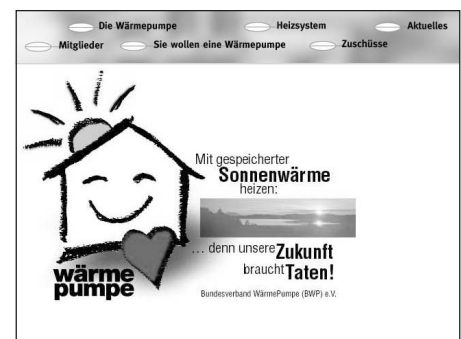 Die Wärmepumpe Heizsystem Aktuelles
Mitglieder Sie wollen eine Wärmepumpe Zuschüsse
Mit gespeicherter
Sonnenwärme
heizen:
... denn unsere Zukunft
braucht Taten!
wärme
pumpe
Bundesverband WärmePumpe (BWP) e.V.